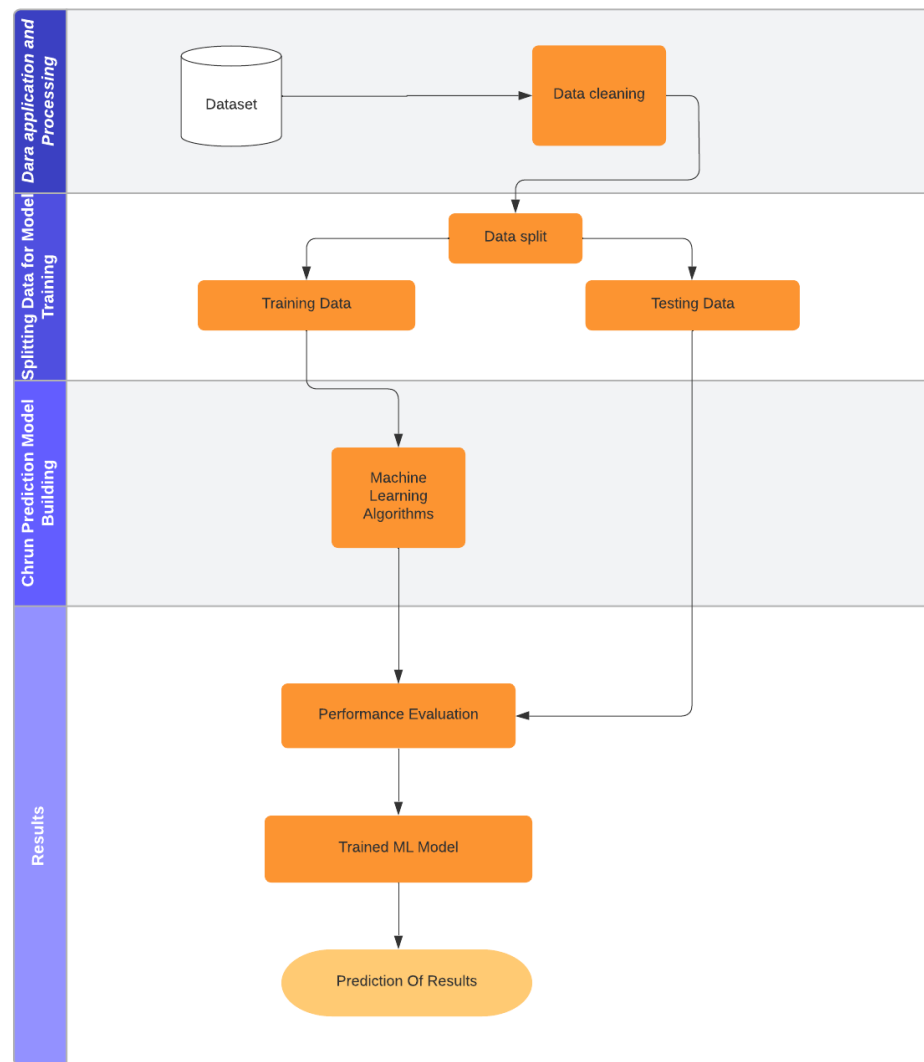 Dara application and
Processing
Dataset
Data cleaning
Splitting Data for Model
Training
Data split
Training Data
Testing Data
Chrun Prediction Model
Building
Machine
Learning
Algorithms
Results
Performance Evaluation
Trained ML Model
Prediction Of Results